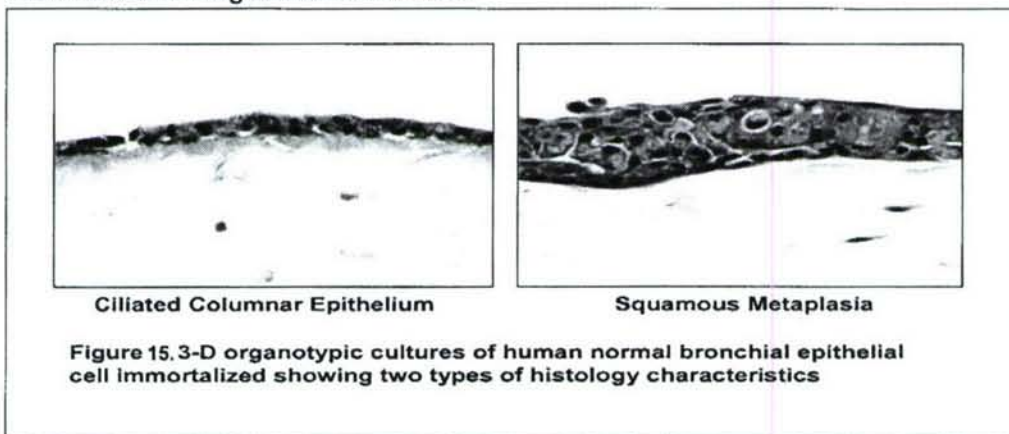 Ciliated Columnar Epithelium
Squamous Metaplasia
Figure 15. 3-D organotypic cultures of human normal bronchial epithelial
cell immortalized showing two types of histology characteristics